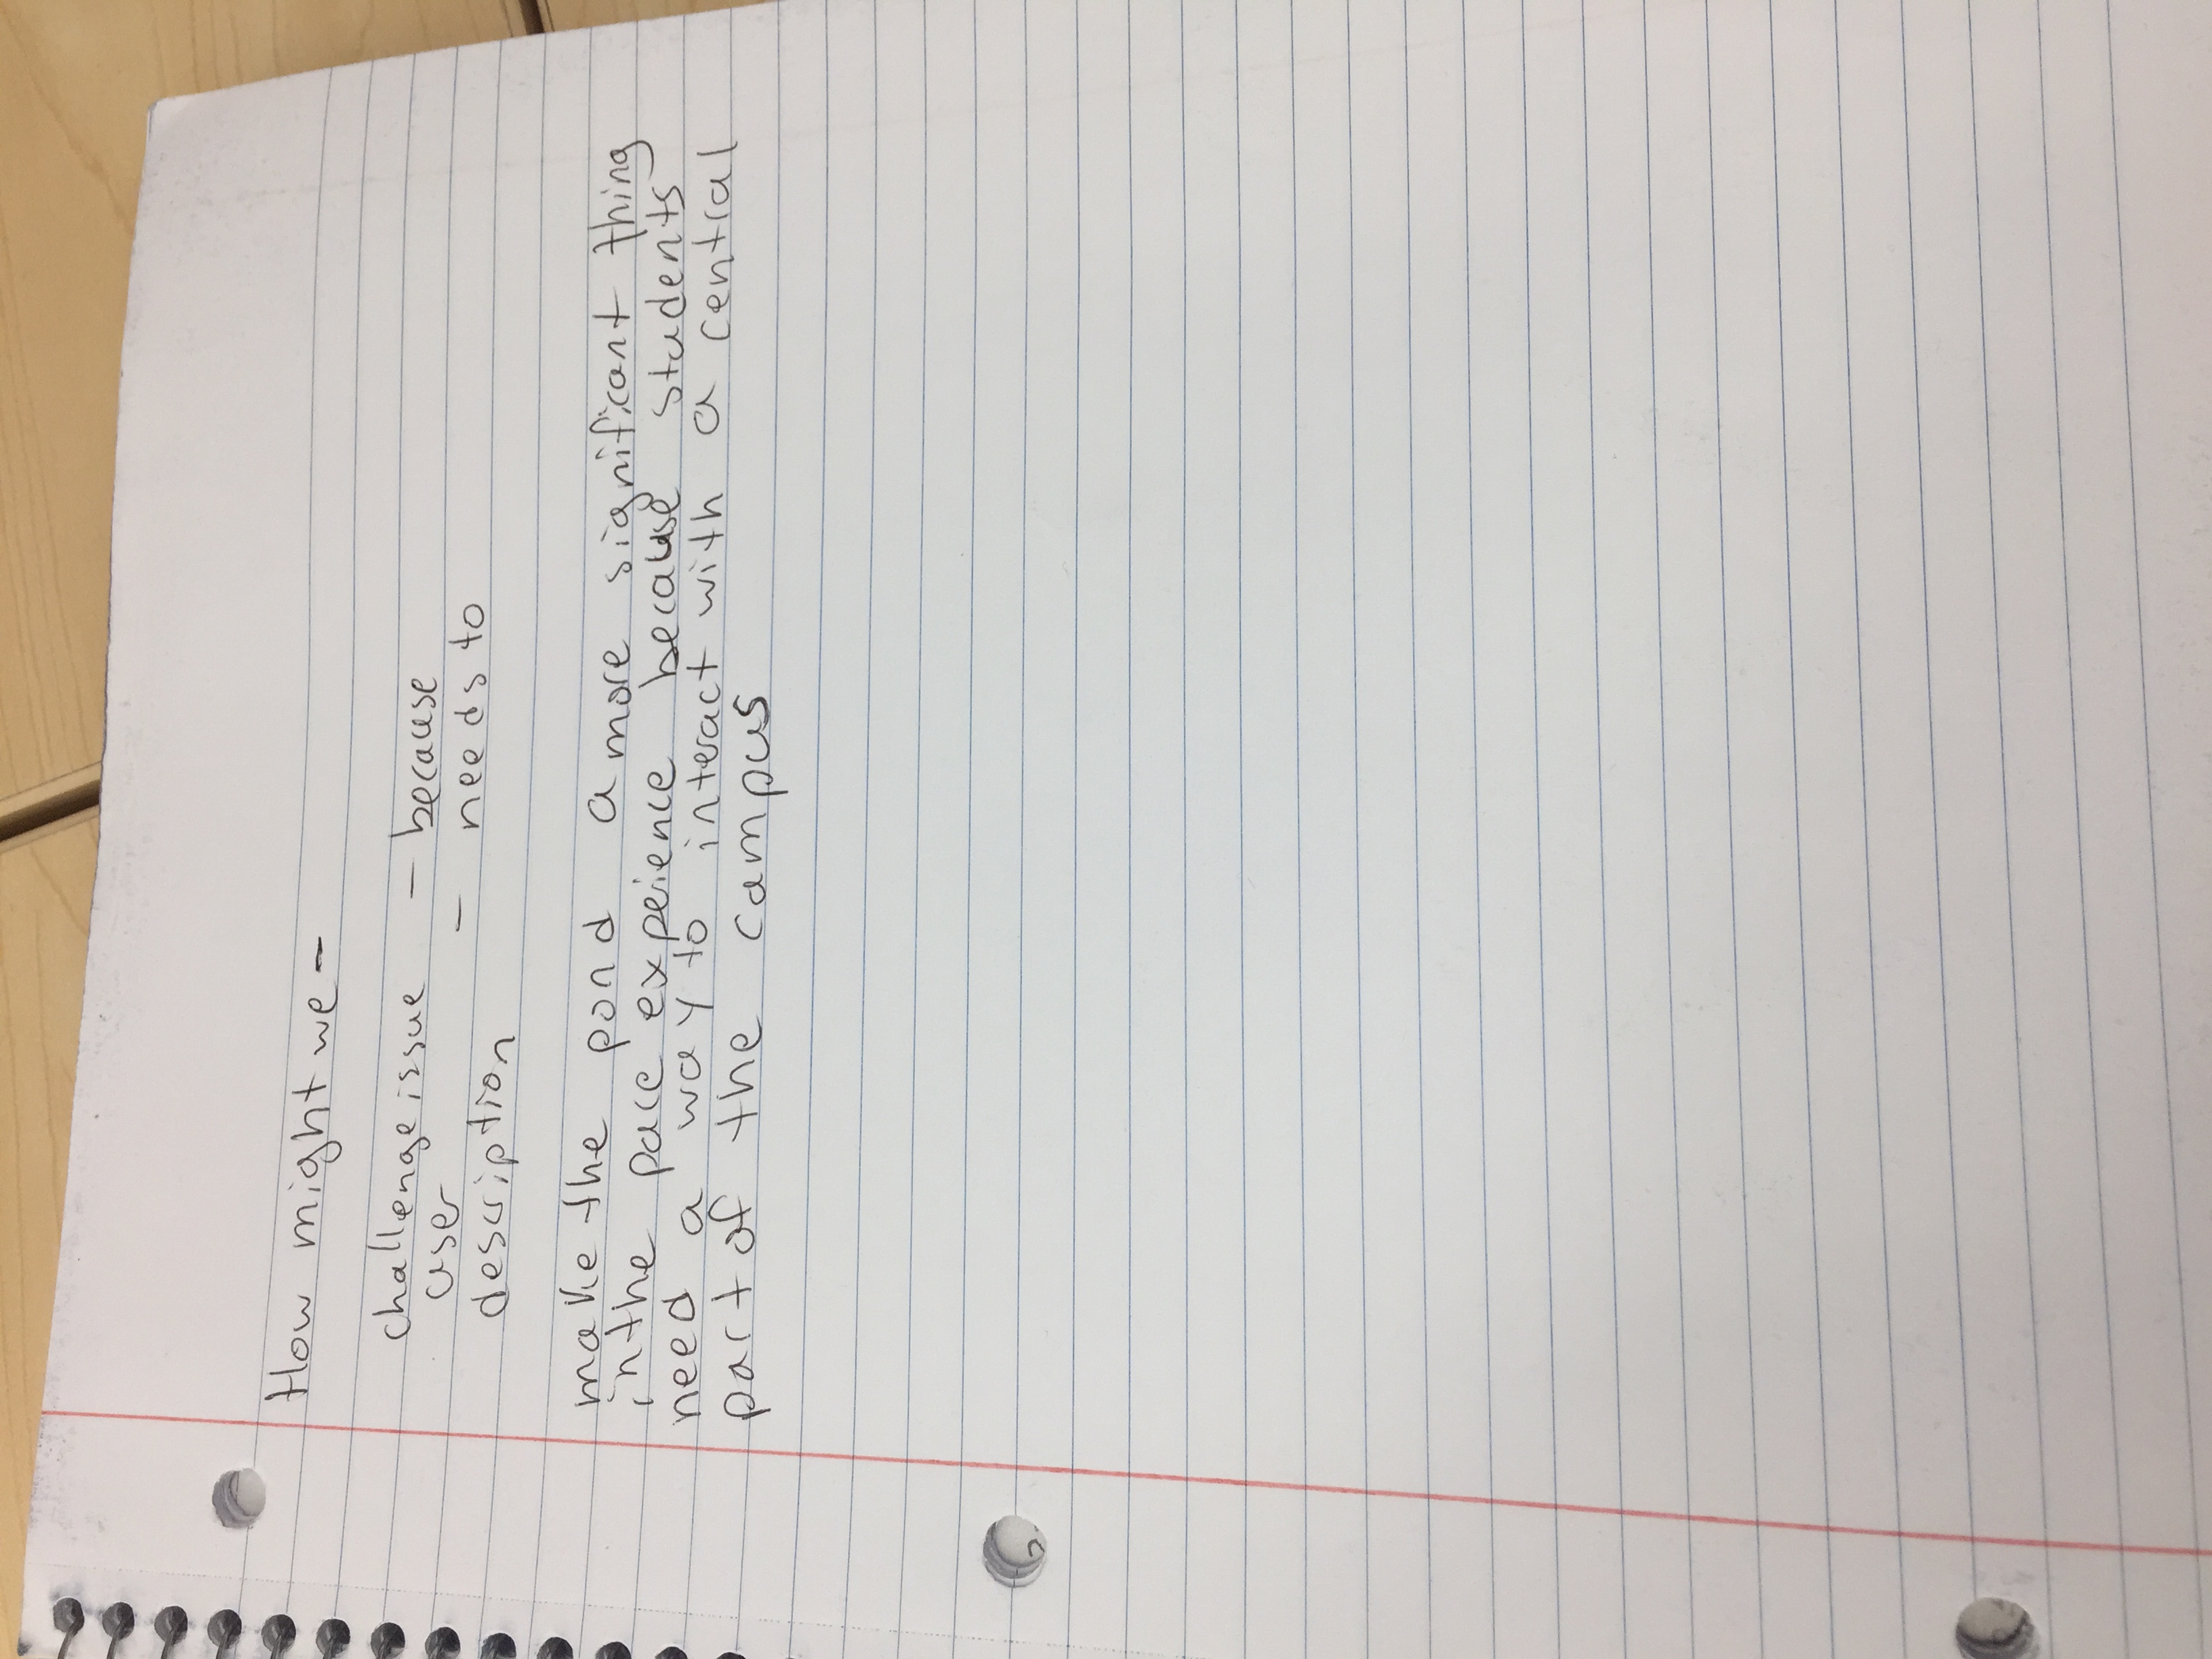 How might we -
challenge issue - because
user - needs to
description
make the pond a more significant thing
in the pace expeience because students
need a way to interact with a central
part of the campus